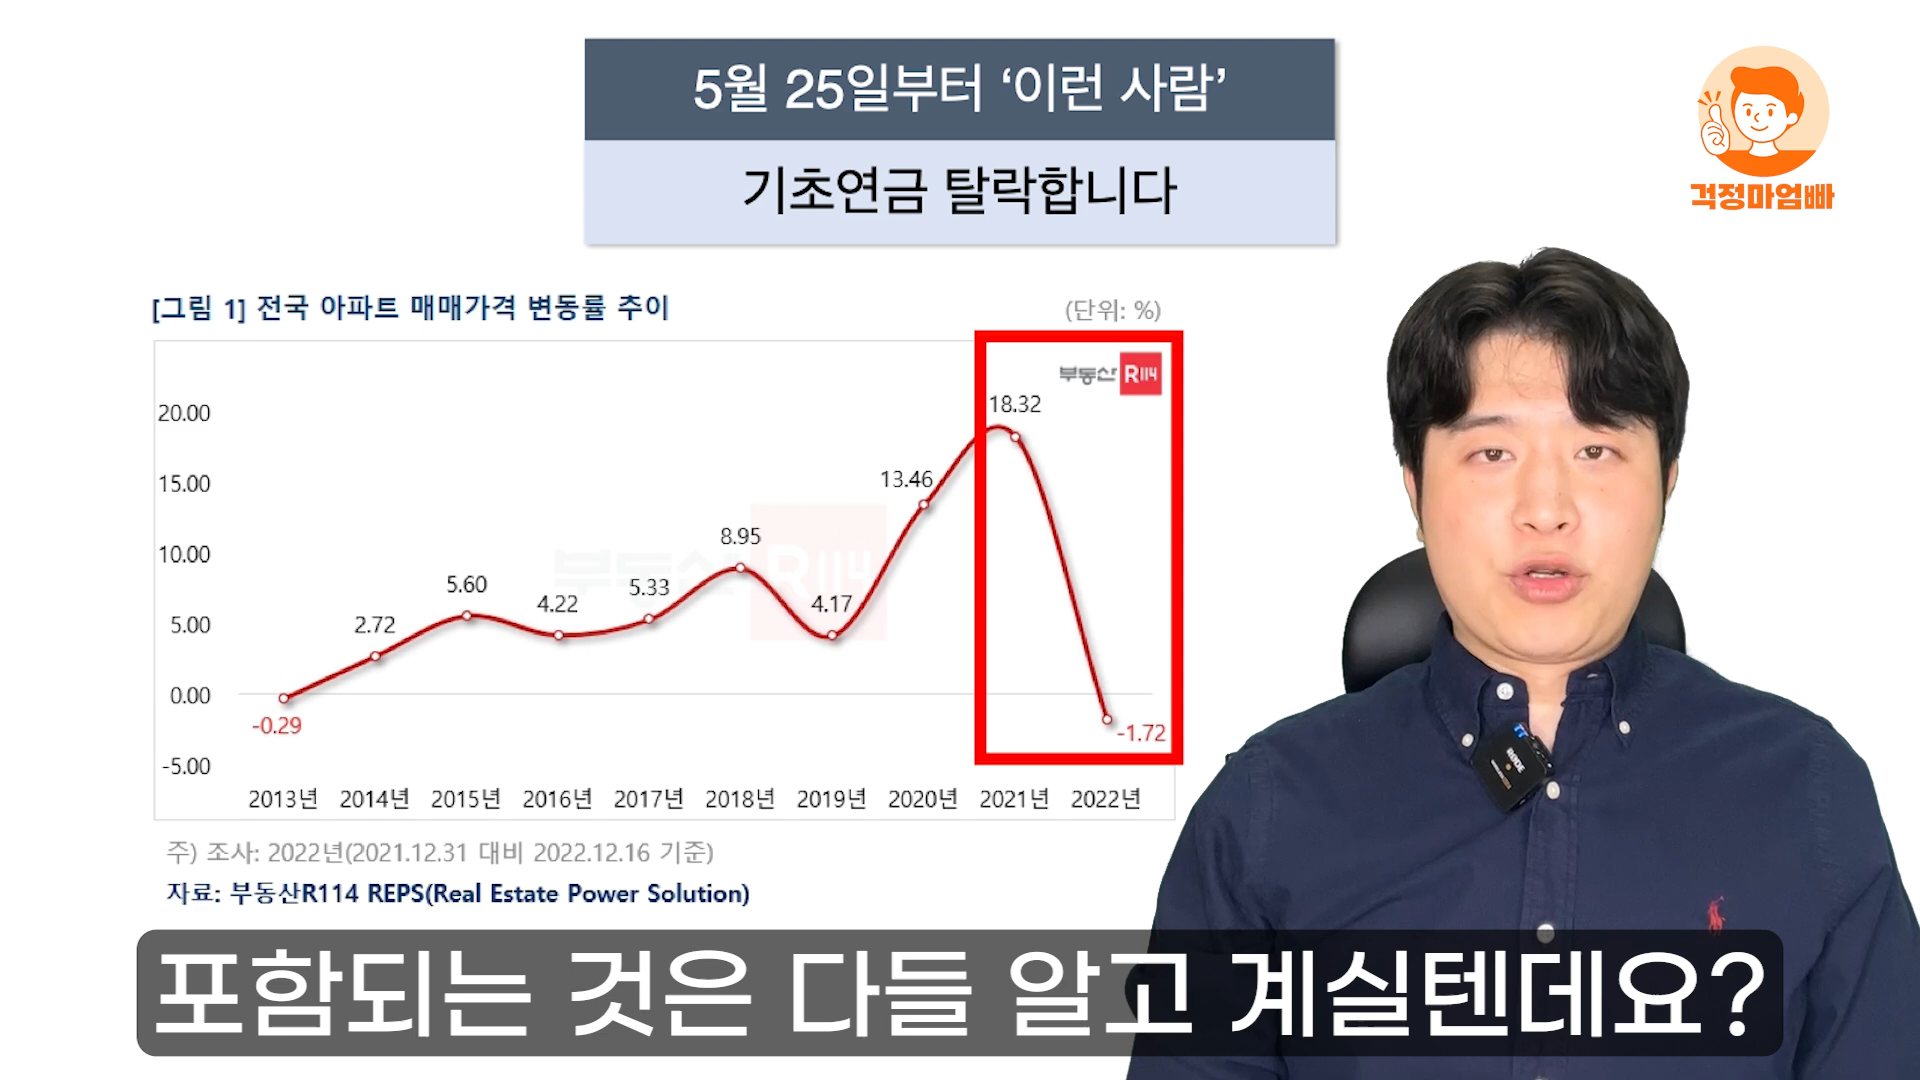 5월 25일부터 ‘이런 사람’
기초연금 탈락합니다
걱정마엄빠
[그림 1] 전국 아파트 매매가격 변동률 추이
(단위: %)
부동산 R114
20.00
15.00
10.00
5.00
0.00
-5.00
-0.29
2.72
5.60
4.22
5.33
8.95
4.17
13.46
18.32
-1.72
부동산 R114
2013년 2014년 2015년 2016년 2017년 2018년 2019년 2020년 2021년 2022년
주) 조사: 2022년(2021.12.31 대비 2022.12.16 기준)
자료: 부동산R114 REPS(Real Estate Power Solution)
RØDE
포함되는 것은 다들 알고 계실텐데요?